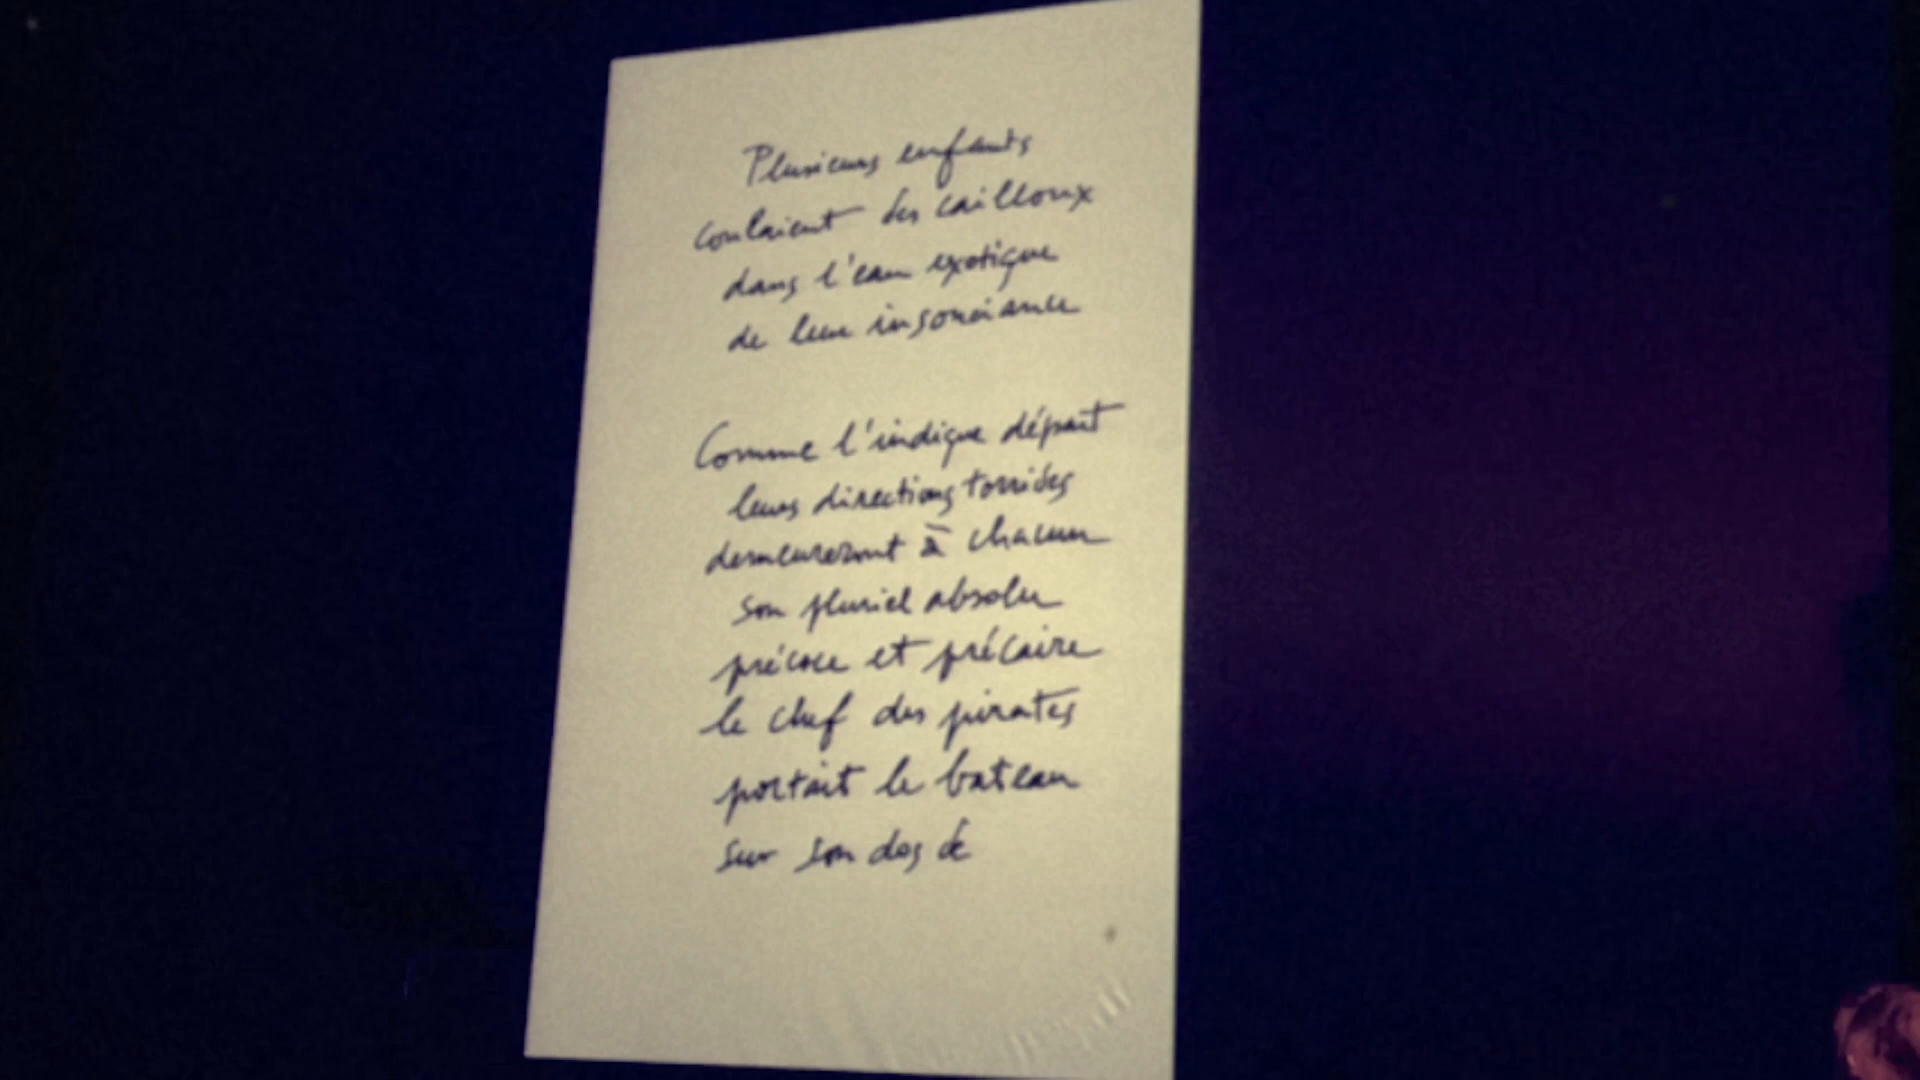 Plusieurs enfants
coulaient des cailloux
dans l'eau exotique
de leur insouciance
Comme l'indique départ
leurs directions torrides
demeureront à chacun
son pluriel absolu
précoce et précaire
le chef des pirates
portait le bateau
sur son dos de